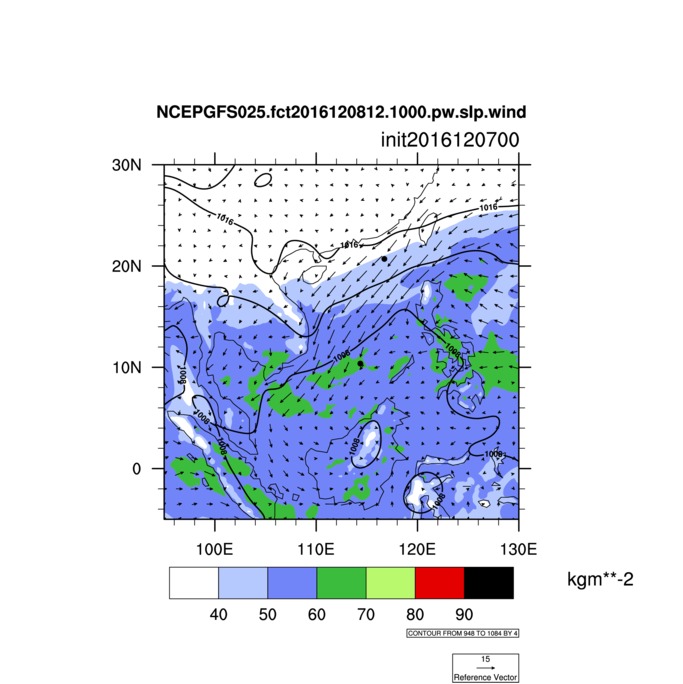 NCEPGFS025.fct2016120812.1000.pw.slp.wind
init2016120700
30N
20N
10N
0
1016
1016
1016
1008
1008
1008
1008
1008
1008
1008
1008
100E
110E
120E
130E
kgm**-2
40
50
60
70
80
90
CONTOUR FROM 948 TO 1084 BY 4
15
Reference Vector